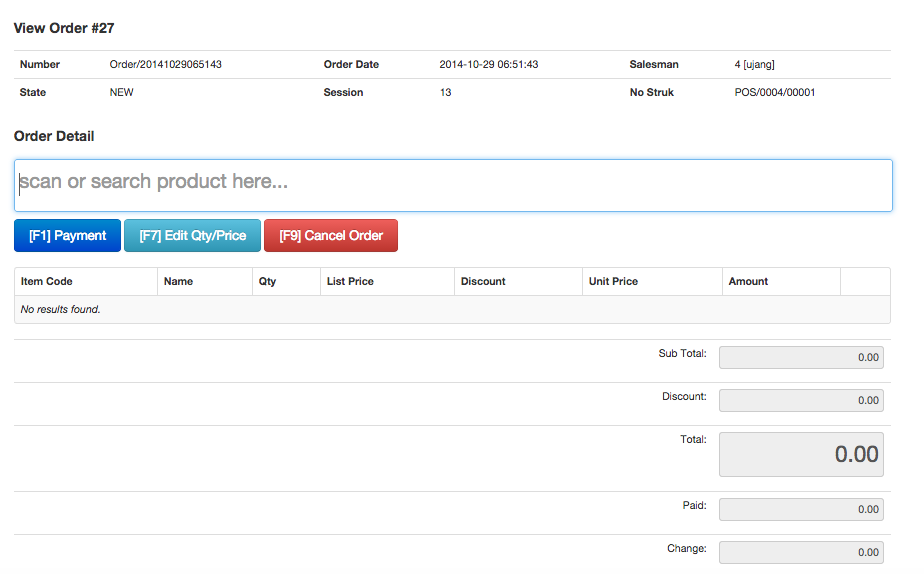 View Order #27
Number Order/20141029065143 Order Date 2014-10-29 06:51:43 Salesman 4 [ujang]
State NEW Session 13 No Struk POS/0004/00001
Order Detail
scan or search product here...
[F1] Payment [F7] Edit Qty/Price [F9] Cancel Order
Item Code Name Qty List Price Discount Unit Price Amount
No results found.
Sub Total: 0.00
Discount: 0.00
Total: 0.00
Paid: 0.00
Change: 0.00